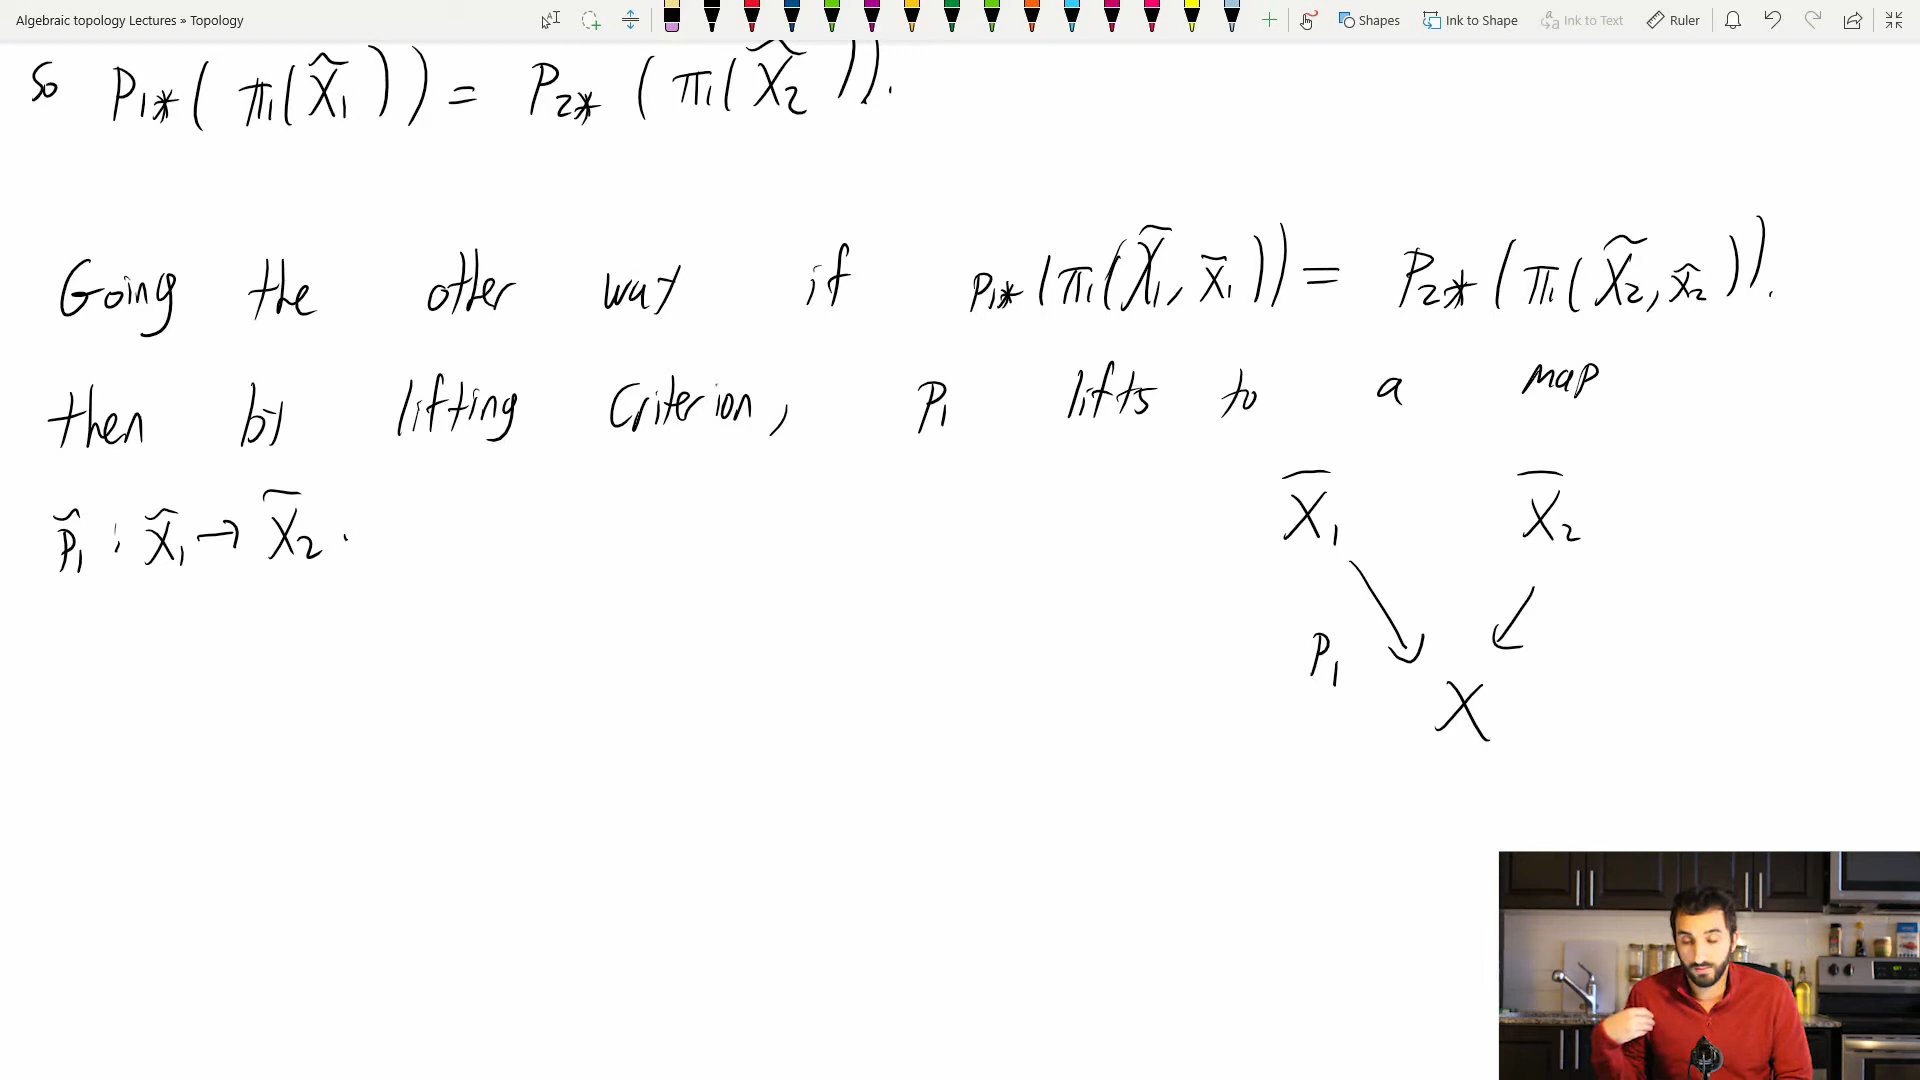 Algebraic topology Lectures » Topology
Shapes
Ink to Shape
Ink to Text
Ruler
So P₁*(π₁(X̃₁)) = P₂*(π₁(X̃₂)).
Going the other way if p₁*(π₁(X̃₁, x̃₁)) = P₂*(π₁(X̃₂, x̃₂)).
then by lifting Criterion, P₁ lifts to a map
p̃₁ : X̃₁ → X̃₂.
X̃₁ X̃₂
P₁
X